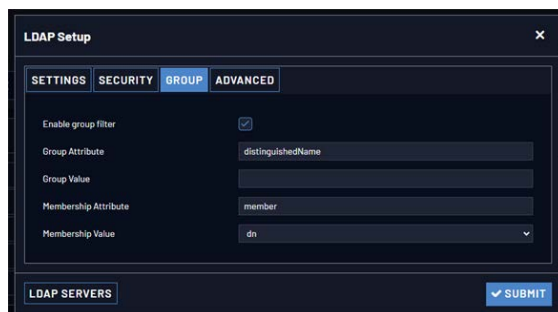 LDAP Setup ×
SETTINGS SECURITY GROUP ADVANCED
Enable group filter
Group Attribute distinguishedName
Group Value
Membership Attribute member
Membership Value dn
LDAP SERVERS SUBMIT